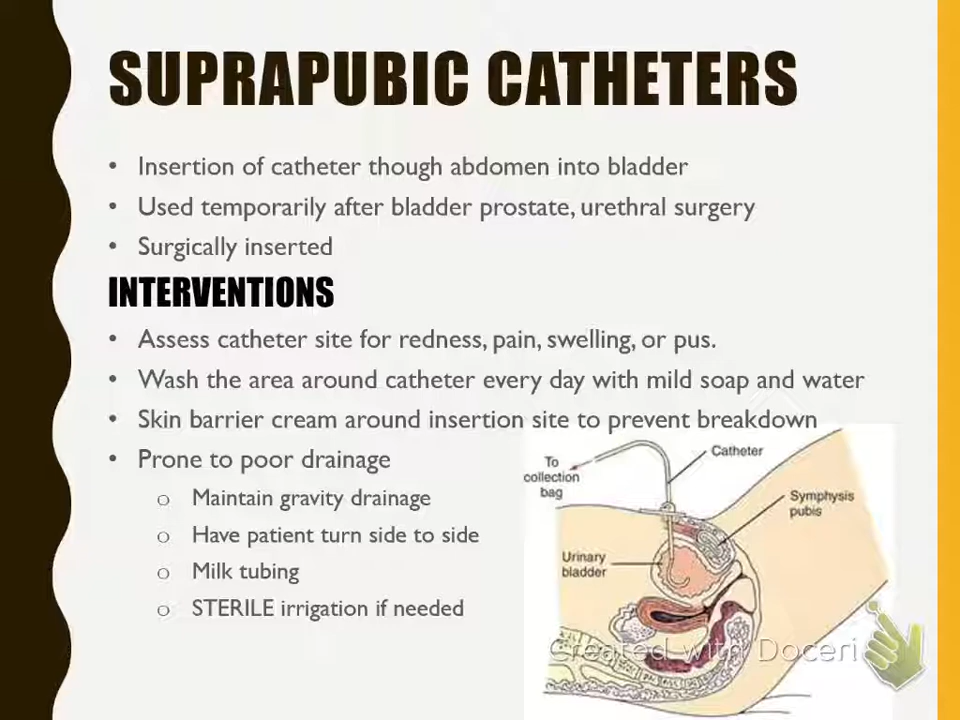 SUPRAPUBIC CATHETERS
• Insertion of catheter though abdomen into bladder
• Used temporarily after bladder prostate, urethral surgery
• Surgically inserted
INTERVENTIONS
• Assess catheter site for redness, pain, swelling, or pus.
• Wash the area around catheter every day with mild soap and water
• Skin barrier cream around insertion site to prevent breakdown
• Prone to poor drainage
o Maintain gravity drainage
o Have patient turn side to side
o Milk tubing
o STERILE irrigation if needed
To
collection
bag
Catheter
Symphysis
pubis
Urinary
bladder
Created with Doceri